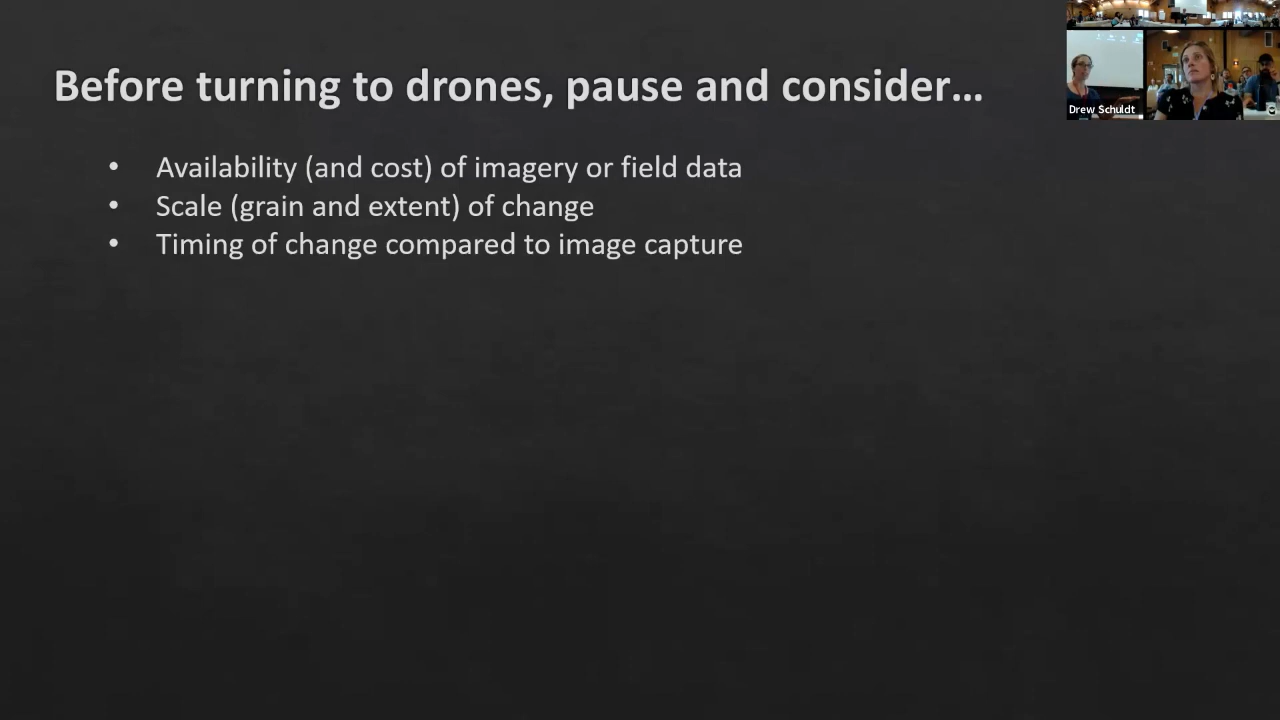 Before turning to drones, pause and consider…
• Availability (and cost) of imagery or field data
• Scale (grain and extent) of change
• Timing of change compared to image capture
Drew Schuldt